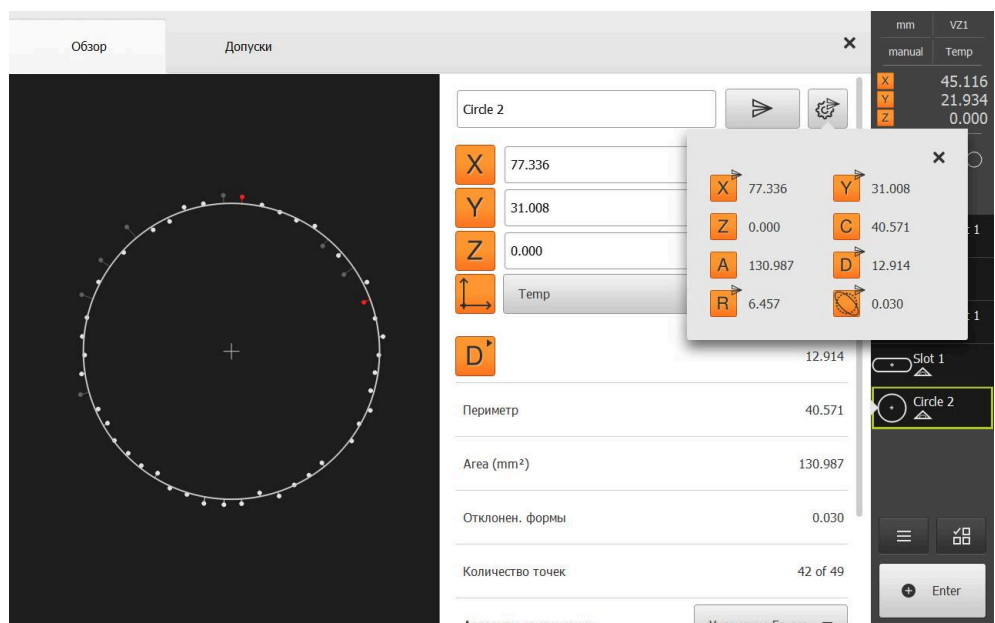 Обзор
Допуски
mm
VZ1
manual
Temp
X
45.116
Y
21.934
Z
0.000
Circle 2
X
77.336
Y
31.008
Z
0.000
Temp
X
77.336
Y
31.008
Z
0.000
C
40.571
A
130.987
D
12.914
R
6.457
0.030
D
12.914
Периметр
40.571
Area (mm²)
130.987
Отклонен. формы
0.030
Количество точек
42 of 49
1
1
Slot 1
Circle 2
Enter